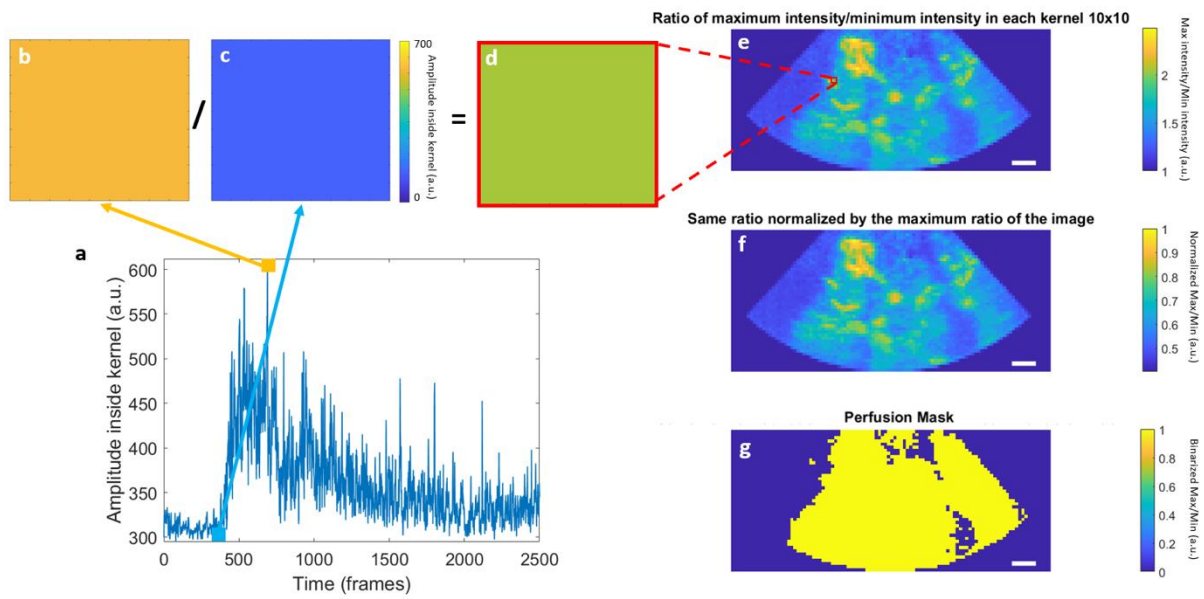 b
/
c
700
Amplitude inside kernel (a.u.)
0
=
d
Ratio of maximum intensity/minimum intensity in each kernel 10x10
e
2
1
Max intensity/Min intensity (a.u.)
Same ratio normalized by the maximum ratio of the image
f
1
0.9
0.8
0.7
0.6
0.5
Normalized Max/Min (a.u.)
a
600
550
500
450
400
350
300
Amplitude inside kernel (a.u.)
0 500 1000 1500 2000 2500
Time (frames)
Perfusion Mask
g
1
0.8
0.6
0.4
0.2
0
Binarized Max/Min (a.u.)